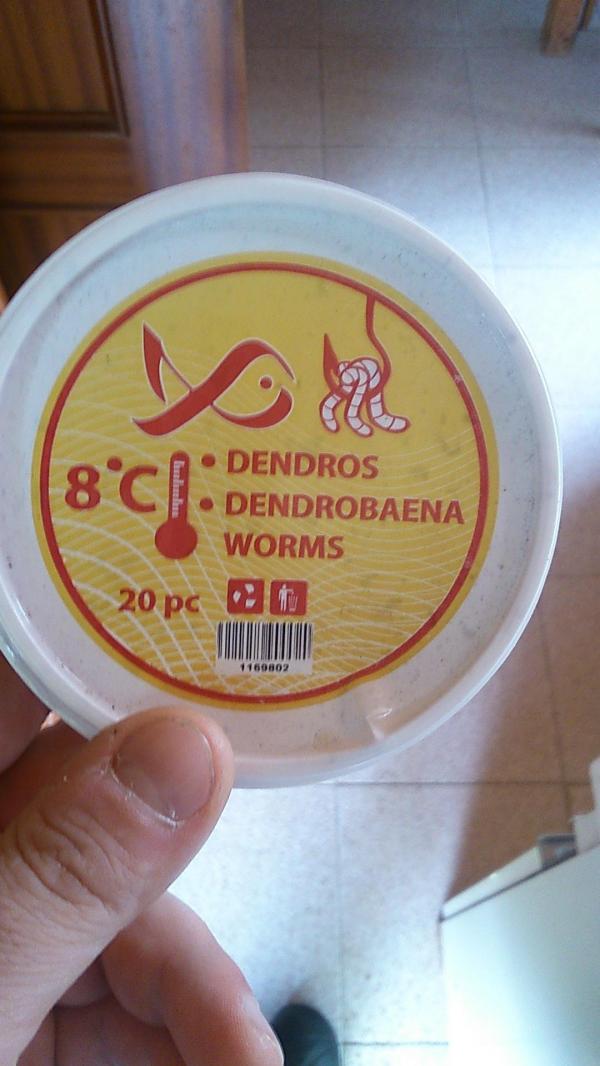 8°C
• DENDROS
• DENDROBAENA
WORMS
20 pc
1169802